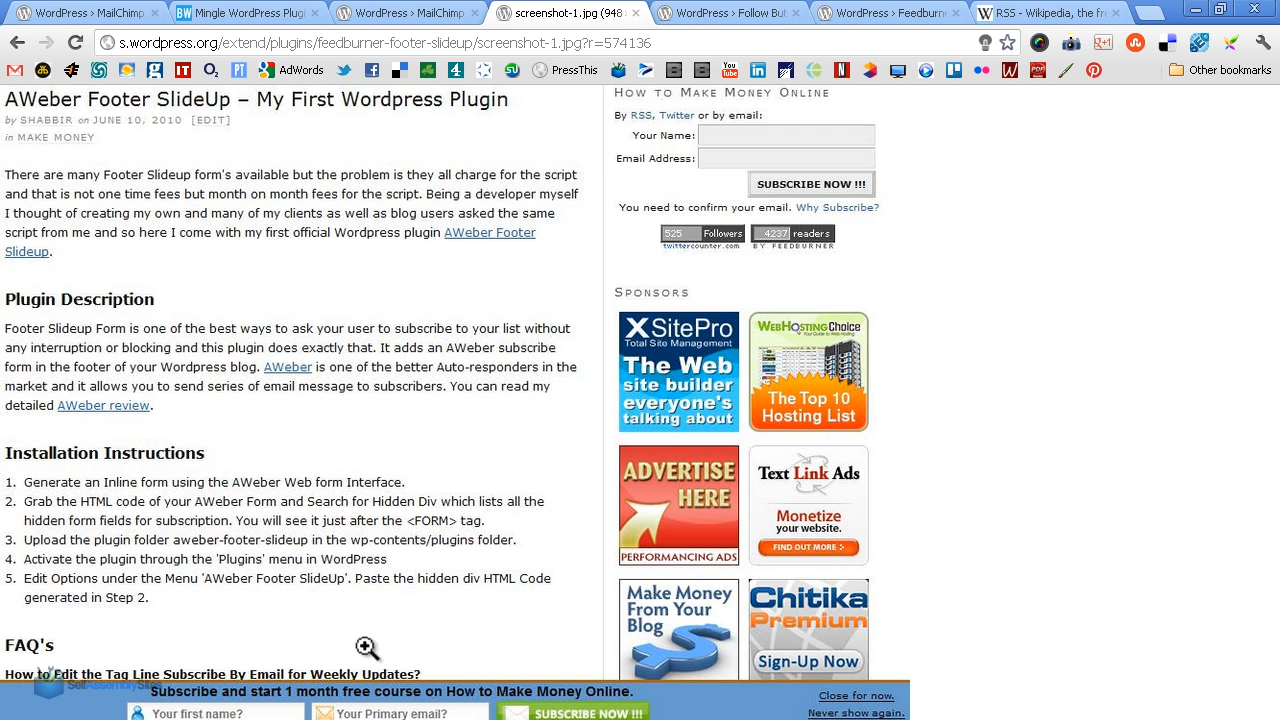 WordPress › MailChimp
Mingle WordPress Plugi
WordPress › MailChimp
screenshot-1.jpg (948
WordPress › Follow But
WordPress › Feedburne
RSS - Wikipedia, the fre
s.wordpress.org/extend/plugins/feedburner-footer-slideup/screenshot-1.jpg?r=574136
AdWords
PressThis
Other bookmarks
AWeber Footer SlideUp – My First Wordpress Plugin
by SHABBIR on JUNE 10, 2010 [EDIT]
in MAKE MONEY
There are many Footer Slideup form's available but the problem is they all charge for the script
and that is not one time fees but month on month fees for the script. Being a developer myself
I thought of creating my own and many of my clients as well as blog users asked the same
script from me and so here I come with my first official Wordpress plugin AWeber Footer
Slideup.
Plugin Description
Footer Slideup Form is one of the best ways to ask your user to subscribe to your list without
any interruption or blocking and this plugin does exactly that. It adds an AWeber subscribe
form in the footer of your Wordpress blog. AWeber is one of the better Auto-responders in the
market and it allows you to send series of email message to subscribers. You can read my
detailed AWeber review.
Installation Instructions
1. Generate an inline form using the AWeber Web form Interface.
2. Grab the HTML code of your AWeber Form and Search for Hidden Div which lists all the
hidden form fields for subscription. You will see it just after the <FORM> tag.
3. Upload the plugin folder aweber-footer-slideup in the wp-contents/plugins folder.
4. Activate the plugin through the 'Plugins' menu in WordPress
5. Edit Options under the Menu 'AWeber Footer SlideUp'. Paste the hidden div HTML Code
generated in Step 2.
FAQ's
How to Edit the Tag Line Subscribe By Email for Weekly Updates?
How to Make Money Online
By RSS, Twitter or by email:
Your Name:
Email Address:
SUBSCRIBE NOW !!!
You need to confirm your email. Why Subscribe?
525 Followers
twittercounter.com
4237 readers
BY FEEDBURNER
Sponsors
XSitePro
Total Site Management
The Web
site builder
everyone's
talking about
WebHosting Choice
Your Guide to Web Hosting
The Top 10
Hosting List
ADVERTISE
HERE
PERFORMANCING ADS
Text Link Ads
Monetize
your website.
FIND OUT MORE >
Make Money
From Your
Blog
Chitika
Premium
Sign-Up Now
SellAssemblySites
Subscribe and start 1 month free course on How to Make Money Online.
Your first name?
Your Primary email?
SUBSCRIBE NOW !!!
Close for now.
Never show again.